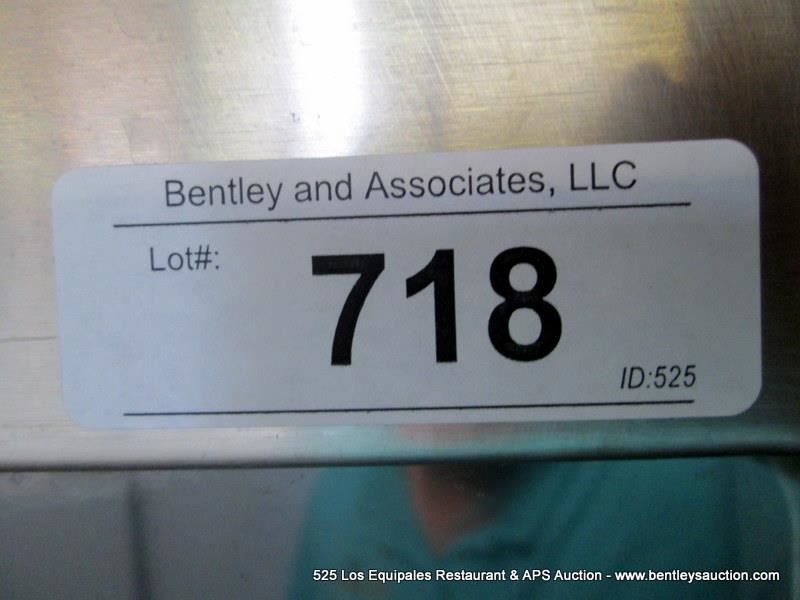 Bentley and Associates, LLC
Lot#:
718
ID:525
525 Los Equipales Restaurant & APS Auction - www.bentleysauction.com